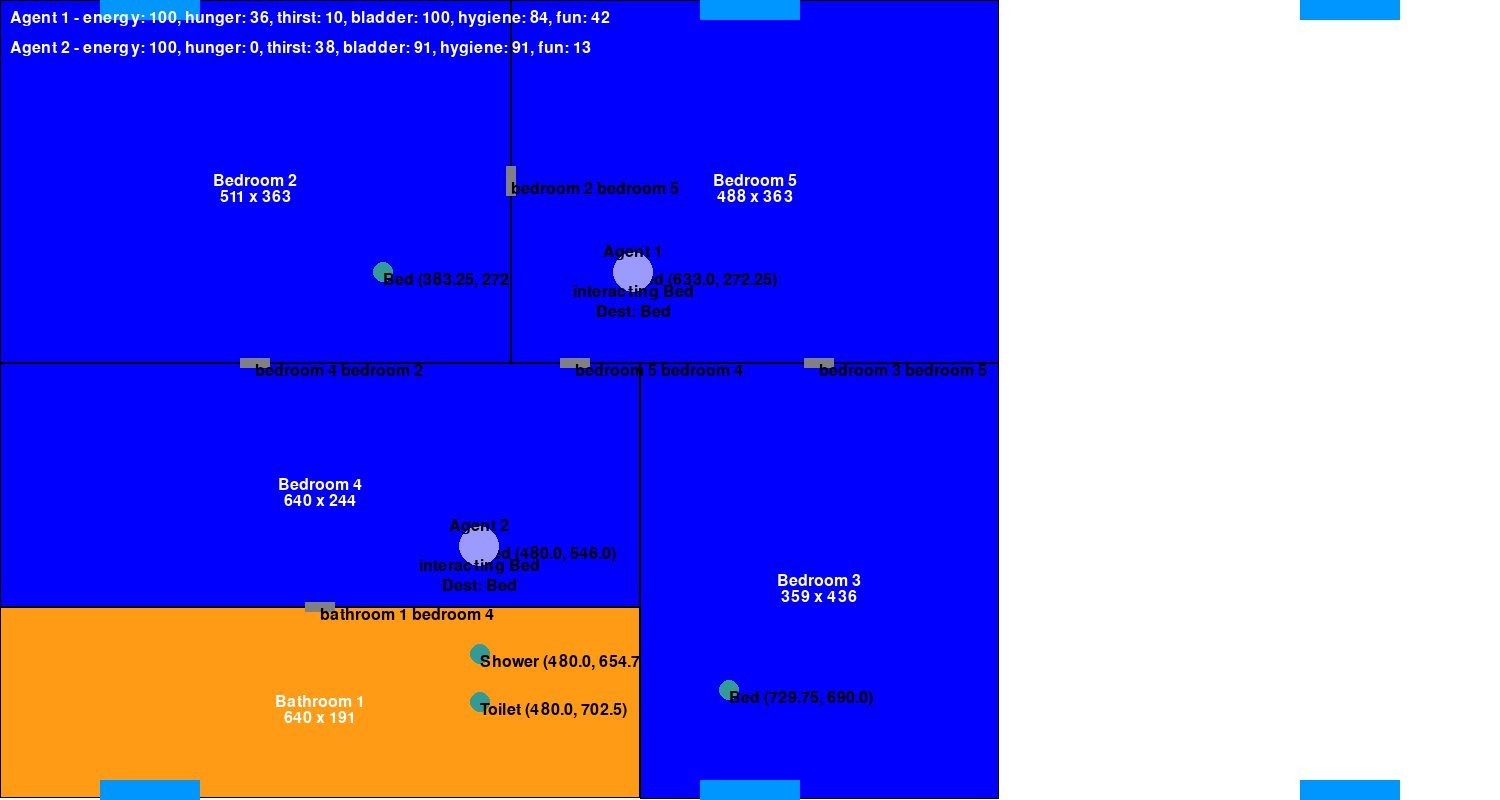 Agent 1 - energy: 100, hunger: 36, thirst: 10, bladder: 100, hygiene: 84, fun: 42
Agent 2 - energy: 100, hunger: 0, thirst: 38, bladder: 91, hygiene: 91, fun: 13
Bedroom 2
511 x 363
Bedroom 5
488 x 363
bedroom 2 bedroom 5
Agent 1
Bed (383.25, 272
(633.0, 272.25)
interacting Bed
Dest: Bed
bedroom 4 bedroom 2
bedroom 5 bedroom 4
bedroom 3 bedroom 5
Bedroom 4
640 x 244
Agent 2
(480.0, 546.0)
interacting Bed
Dest: Bed
Bedroom 3
359 x 436
bathroom 1 bedroom 4
Shower (480.0, 654.7
Bathroom 1
640 x 191
Toilet (480.0, 702.5)
Bed (729.75, 690.0)